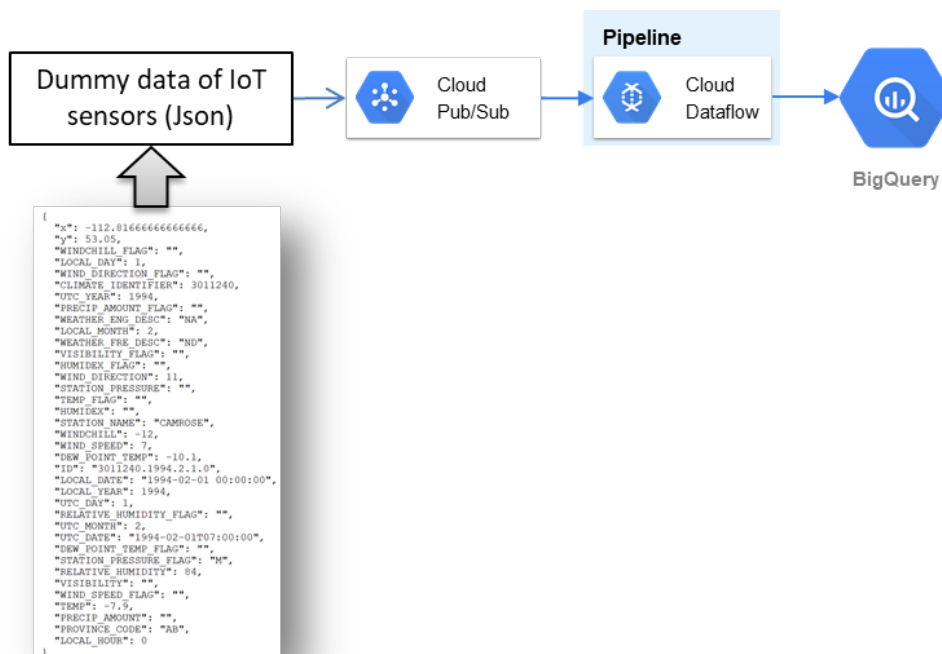 Pipeline
Dummy data of IoT
sensors (Json)
Cloud
Pub/Sub
Cloud
Dataflow
BigQuery
{
"x": -112.81666666666666,
"y": 53.05,
"WINDCHILL_FLAG": "",
"LOCAL_DAY": 1,
"WIND_DIRECTION_FLAG": "",
"CLIMATE_IDENTIFIER": 3011240,
"UTC_YEAR": 1994,
"PRECIP_AMOUNT_FLAG": "",
"WEATHER_ENG_DESC": "NA",
"LOCAL_MONTH": 2,
"WEATHER_FRE_DESC": "ND",
"VISIBILITY_FLAG": "",
"HUMIDEX_FLAG": "",
"WIND_DIRECTION": 11,
"STATION_PRESSURE": "",
"TEMP_FLAG": "",
"HUMIDEX": "",
"STATION_NAME": "CAMROSE",
"WINDCHILL": -12,
"WIND_SPEED": 7,
"DEW_POINT_TEMP": -10.1,
"ID": "3011240.1994.2.1.0",
"LOCAL_DATE": "1994-02-01 00:00:00",
"LOCAL_YEAR": 1994,
"UTC_DAY": 1,
"RELATIVE_HUMIDITY_FLAG": "",
"UTC_MONTH": 2,
"UTC_DATE": "1994-02-01T07:00:00",
"DEW_POINT_TEMP_FLAG": "",
"STATION_PRESSURE_FLAG": "M",
"RELATIVE_HUMIDITY": 84,
"VISIBILITY": "",
"WIND_SPEED_FLAG": "",
"TEMP": -7.9,
"PRECIP_AMOUNT": "",
"PROVINCE_CODE": "AB",
"LOCAL_HOUR": 0
}